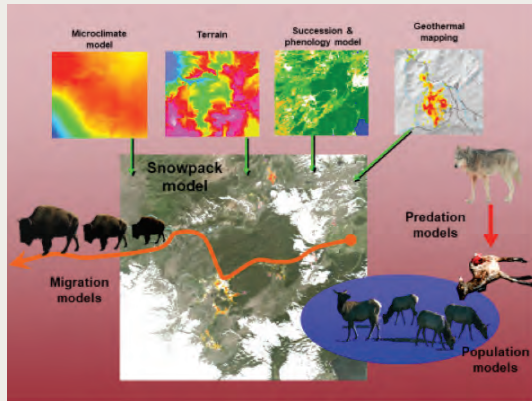 Microclimate
model
Terrain
Succession &
phenology model
Geothermal
mapping
Snowpack
model
Predation
models
Migration
models
Population
models